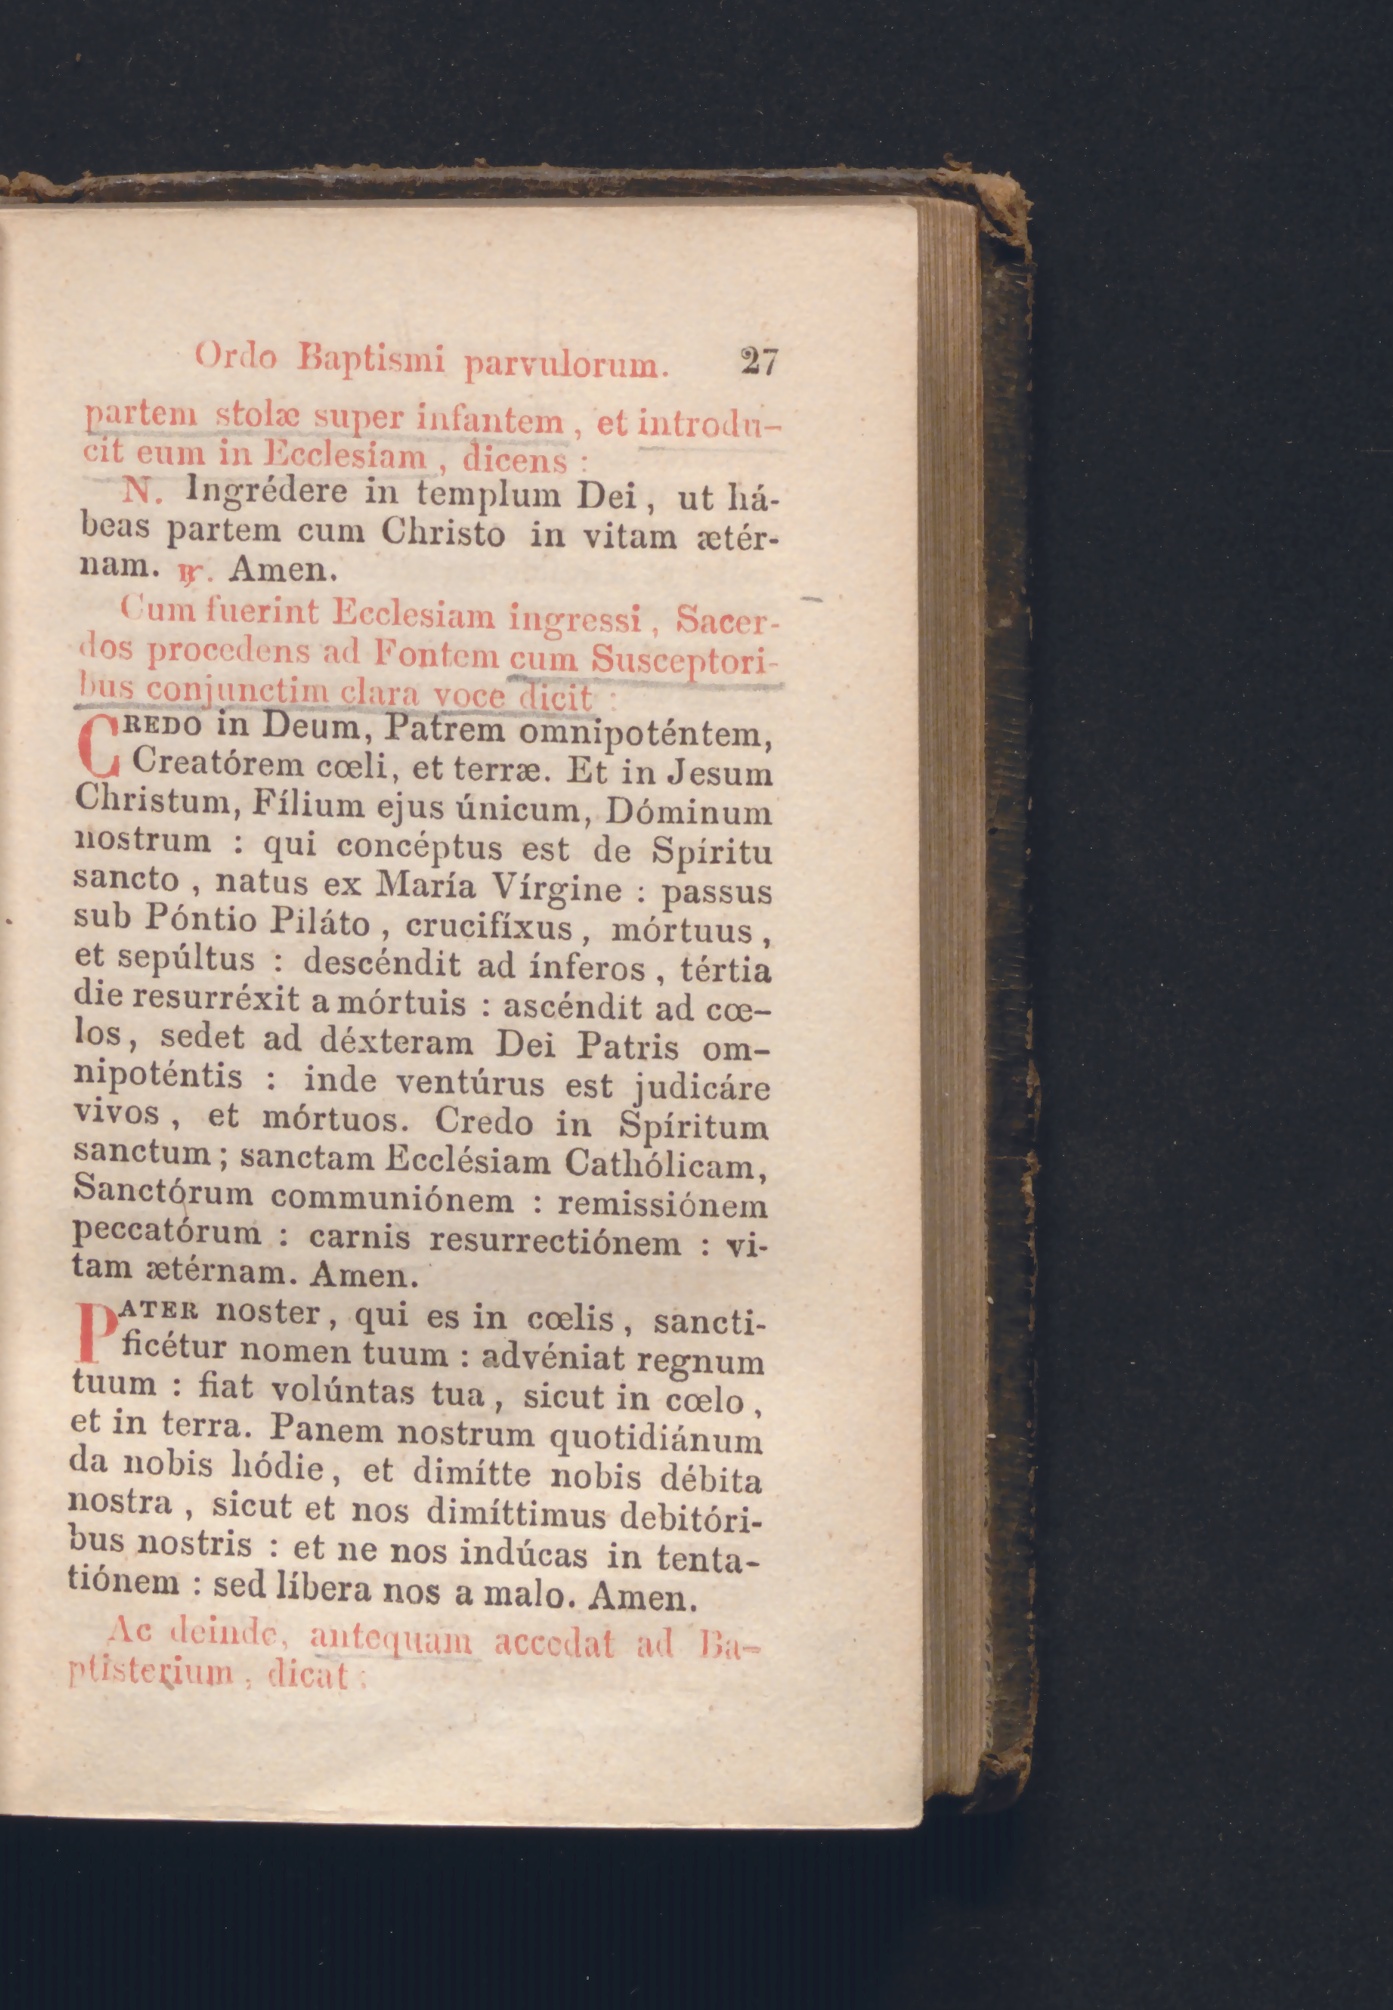 Ordo Baptismi parvulorum. 27
partem stolæ super infantem, et introdu-
cit eum in Ecclesiam, dicens :
N. Ingrédere in templum Dei, ut há-
beas partem cum Christo in vitam ætér-
nam. ℟. Amen.
Cum fuerint Ecclesiam ingressi, Sacer-
dos procedens ad Fontem cum Susceptori-
bus conjunctim clara voce dicit :
CREDO in Deum, Patrem omnipoténtem,
Creatórem cœli, et terræ. Et in Jesum
Christum, Fílium ejus únicum, Dóminum
nostrum : qui concéptus est de Spíritu
sancto, natus ex María Vírgine : passus
sub Póntio Piláto, crucifíxus, mórtuus,
et sepúltus : descéndit ad ínferos, tértia
die resurréxit a mórtuis : ascéndit ad cœ-
los, sedet ad déxteram Dei Patris om-
nipoténtis : inde ventúrus est judicáre
vivos, et mórtuos. Credo in Spíritum
sanctum; sanctam Ecclésiam Cathólicam,
Sanctórum communiónem : remissiónem
peccatórum : carnis resurrectiónem : vi-
tam ætérnam. Amen.
PATER noster, qui es in cœlis, sancti-
ficétur nomen tuum : advéniat regnum
tuum : fiat volúntas tua, sicut in cœlo,
et in terra. Panem nostrum quotidiánum
da nobis hódie, et dimítte nobis débita
nostra, sicut et nos dimíttimus debitóri-
bus nostris : et ne nos indúcas in tenta-
tiónem : sed líbera nos a malo. Amen.
Ac deinde, antequam accedat ad Ba-
ptisterium, dicat :